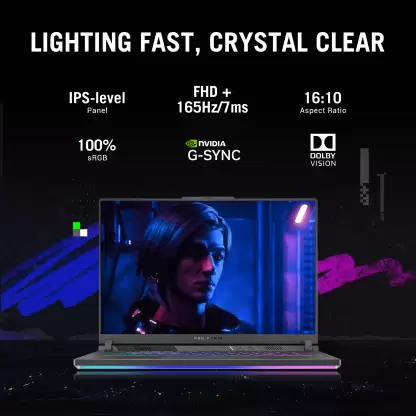 LIGHTING FAST, CRYSTAL CLEAR
IPS-level
Panel
FHD +
165Hz/7ms
16:10
Aspect Ratio
100%
sRGB
NVIDIA
G-SYNC
DOLBY
VISION